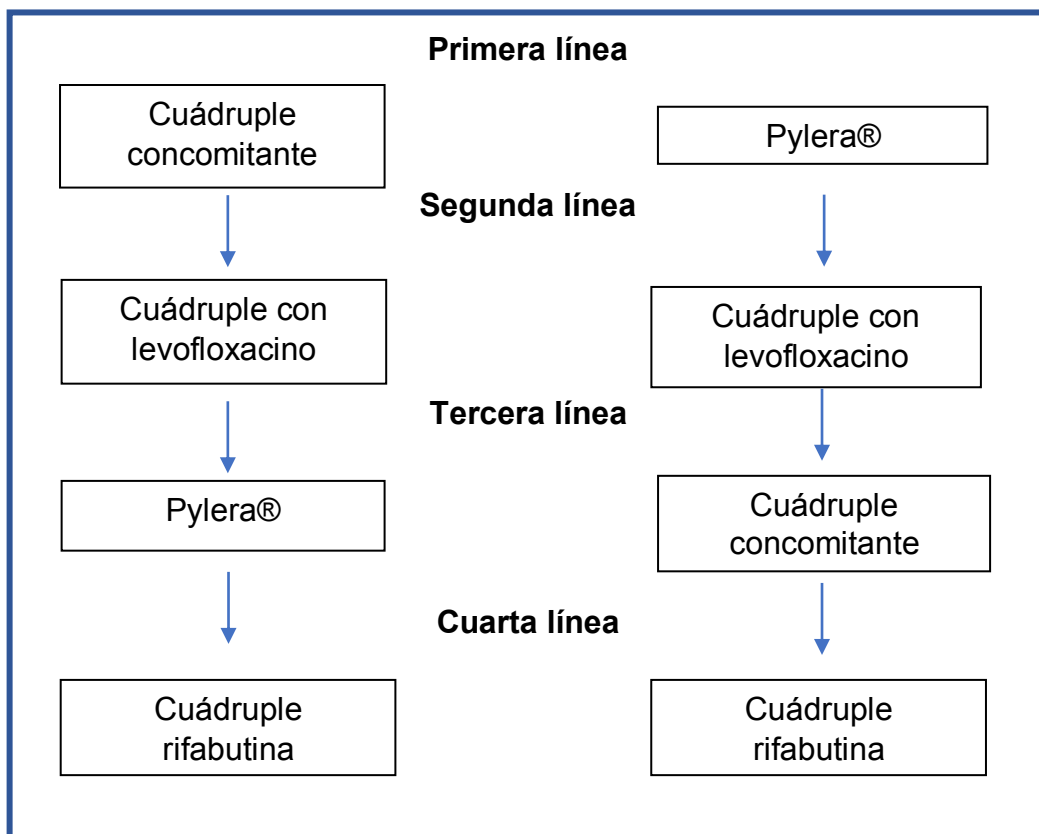 Primera línea
Cuádruple
concomitante
Pylera®
Segunda línea
Cuádruple con
levofloxacino
Cuádruple con
levofloxacino
Tercera línea
Pylera®
Cuádruple
concomitante
Cuarta línea
Cuádruple
rifabutina
Cuádruple
rifabutina